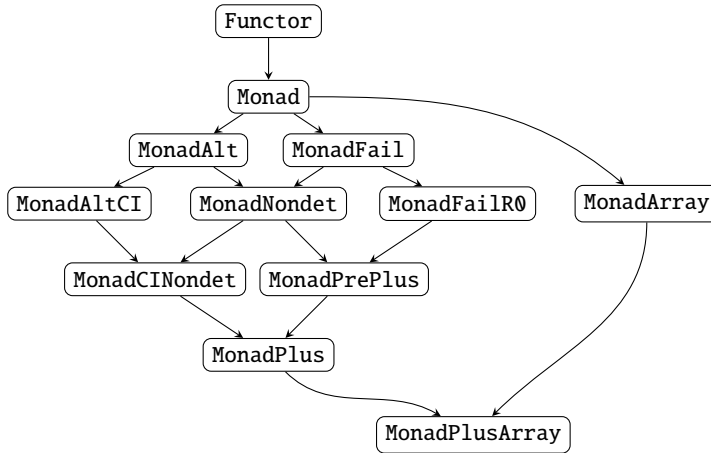 Functor
Monad
MonadAlt
MonadFail
MonadAltCI
MonadNondet
MonadFailR0
MonadArray
MonadCINondet
MonadPrePlus
MonadPlus
MonadPlusArray